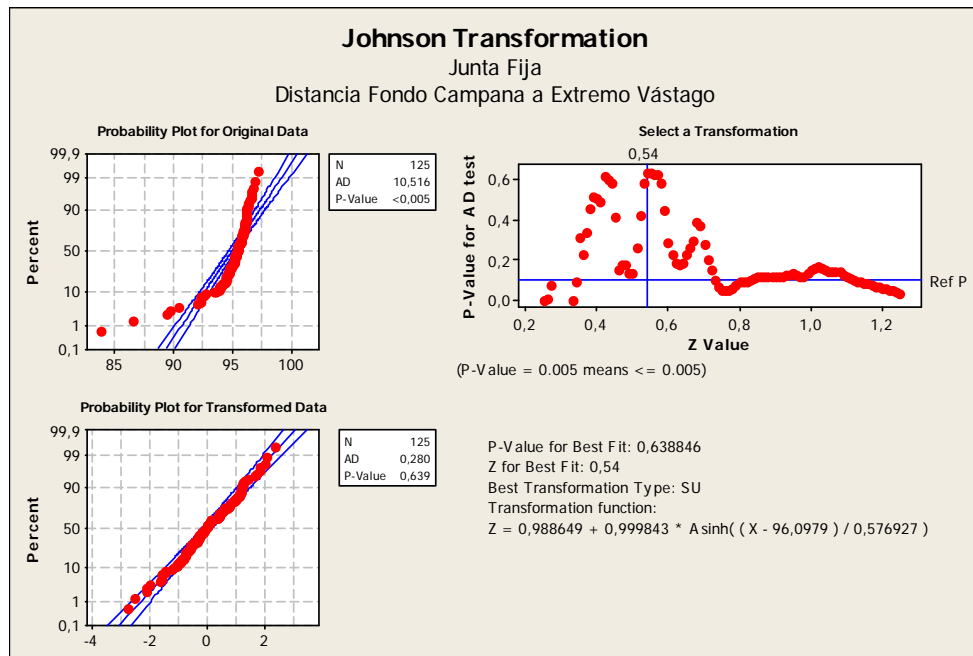 Johnson Transformation
Junta Fija
Distancia Fondo Campana a Extremo Vástago
Probability Plot for Original Data
Percent
99,9
99
90
50
10
1
0,1
85 90 95 100
N 125
AD 10,516
P-Value <0,005
Select a Transformation
0,54
P-Value for AD test
0,6
0,4
0,2
0,0
Ref P
0,2 0,4 0,6 0,8 1,0 1,2
Z Value
(P-Value = 0.005 means <= 0.005)
Probability Plot for Transformed Data
Percent
99,9
99
90
50
10
1
0,1
-4 -2 0 2
N 125
AD 0,280
P-Value 0,639
P-Value for Best Fit: 0,638846
Z for Best Fit: 0,54
Best Transformation Type: SU
Transformation function:
Z = 0,988649 + 0,999843 * Asinh( ( X - 96,0979 ) / 0,576927 )